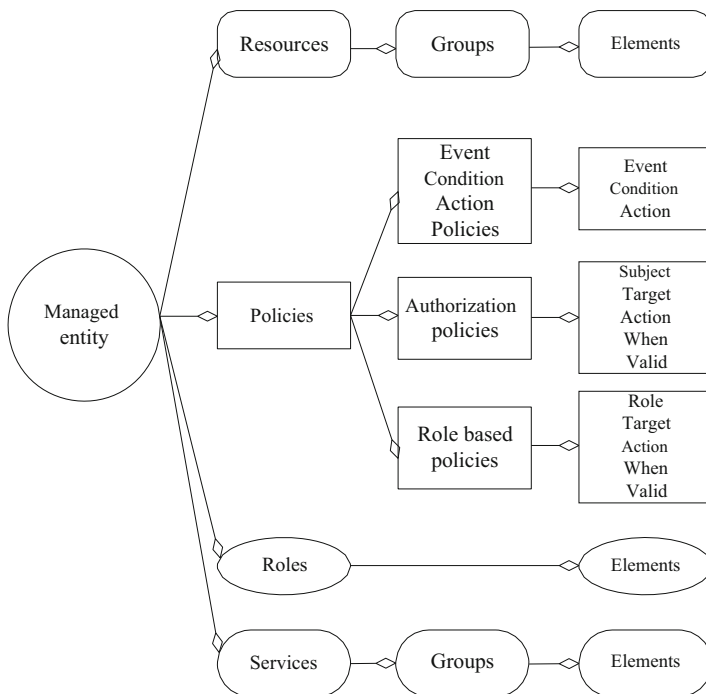 Resources
Groups
Elements
Event
Condition
Action
Policies
Event
Condition
Action
Managed
entity
Policies
Authorization
policies
Subject
Target
Action
When
Valid
Role based
policies
Role
Target
Action
When
Valid
Roles
Elements
Services
Groups
Elements